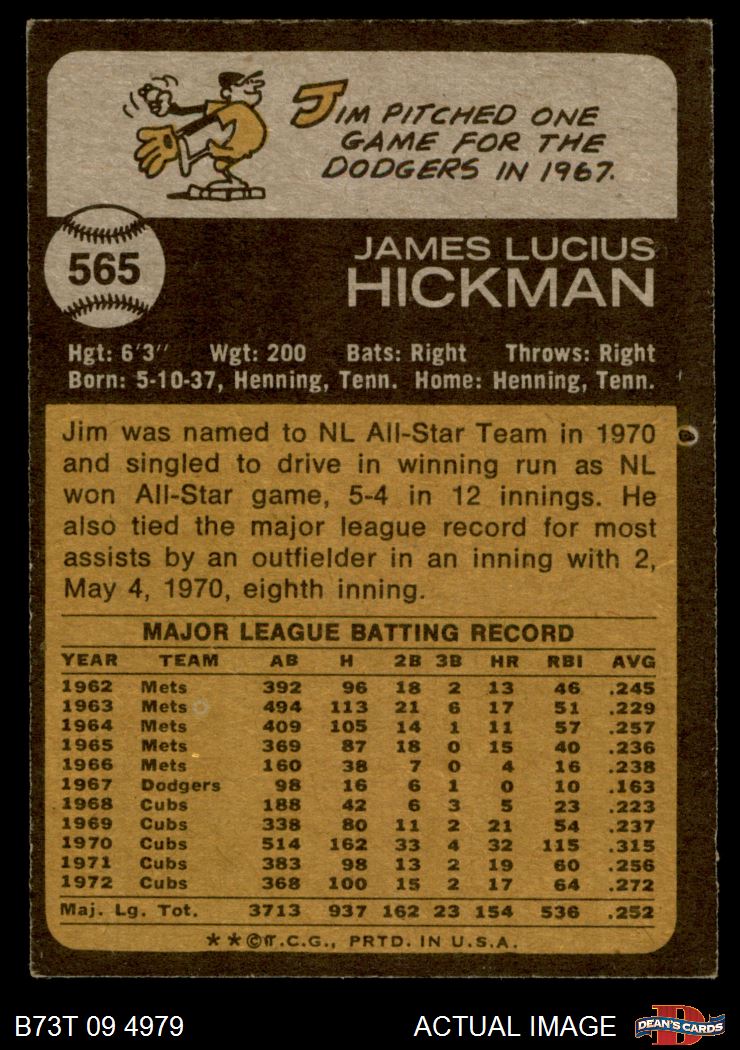 JIM PITCHED ONE
GAME FOR THE
DODGERS IN 1967.
565
JAMES LUCIUS
HICKMAN
Hgt: 6'3" Wgt: 200 Bats: Right Throws: Right
Born: 5-10-37, Henning, Tenn. Home: Henning, Tenn.
Jim was named to NL All-Star Team in 1970
and singled to drive in winning run as NL
won All-Star game, 5-4 in 12 innings. He
also tied the major league record for most
assists by an outfielder in an inning with 2,
May 4, 1970, eighth inning.
MAJOR LEAGUE BATTING RECORD
YEAR TEAM AB H 2B 3B HR RBI AVG
1962 Mets 392 96 18 2 13 46 .245
1963 Mets 494 113 21 6 17 51 .229
1964 Mets 409 105 14 1 11 57 .257
1965 Mets 369 87 18 0 15 40 .236
1966 Mets 160 38 7 0 4 16 .238
1967 Dodgers 98 16 6 1 0 10 .163
1968 Cubs 188 42 6 3 5 23 .223
1969 Cubs 338 80 11 2 21 54 .237
1970 Cubs 514 162 33 4 32 115 .315
1971 Cubs 383 98 13 2 19 60 .256
1972 Cubs 368 100 15 2 17 64 .272
Maj. Lg. Tot. 3713 937 162 23 154 536 .252
★★©T.C.G., PRTD. IN U.S.A.
B73T 09 4979 ACTUAL IMAGE
DEAN'S CARDS